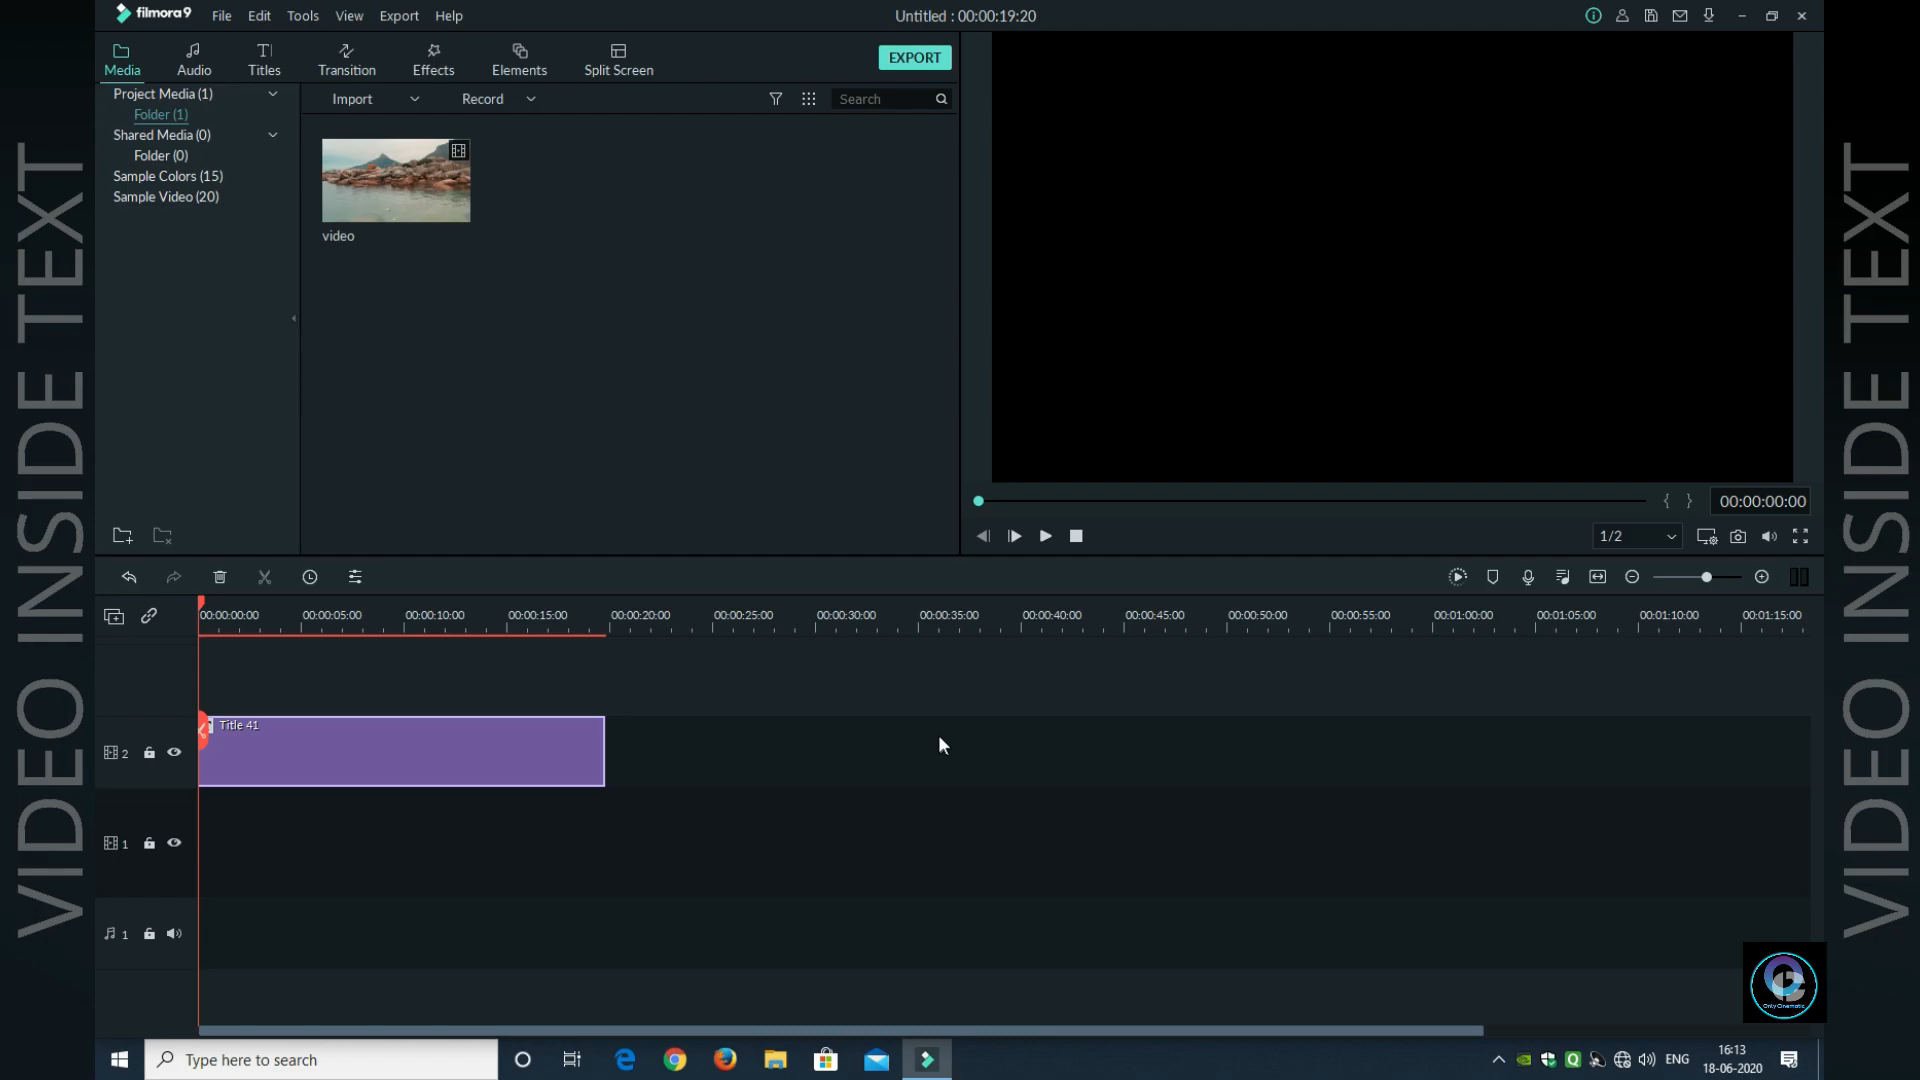 filmora9
File Edit Tools View Export Help
Untitled : 00:00:19:20
Media Audio Titles Transition Effects Elements Split Screen
EXPORT
Project Media (1)
Folder (1)
Shared Media (0)
Folder (0)
Sample Colors (15)
Sample Video (20)
Import Record Search
video
00:00:00:00
1/2
00:00:00:00 00:00:05:00 00:00:10:00 00:00:15:00 00:00:20:00 00:00:25:00 00:00:30:00 00:00:35:00 00:00:40:00 00:00:45:00 00:00:50:00 00:00:55:00 00:01:00:00 00:01:05:00 00:01:10:00 00:01:15:00
Title 41
2
1
1
VIDEO INSIDE TEXT
VIDEO INSIDE TEXT
Only Cinematic
Type here to search
ENG
16:13
18-06-2020